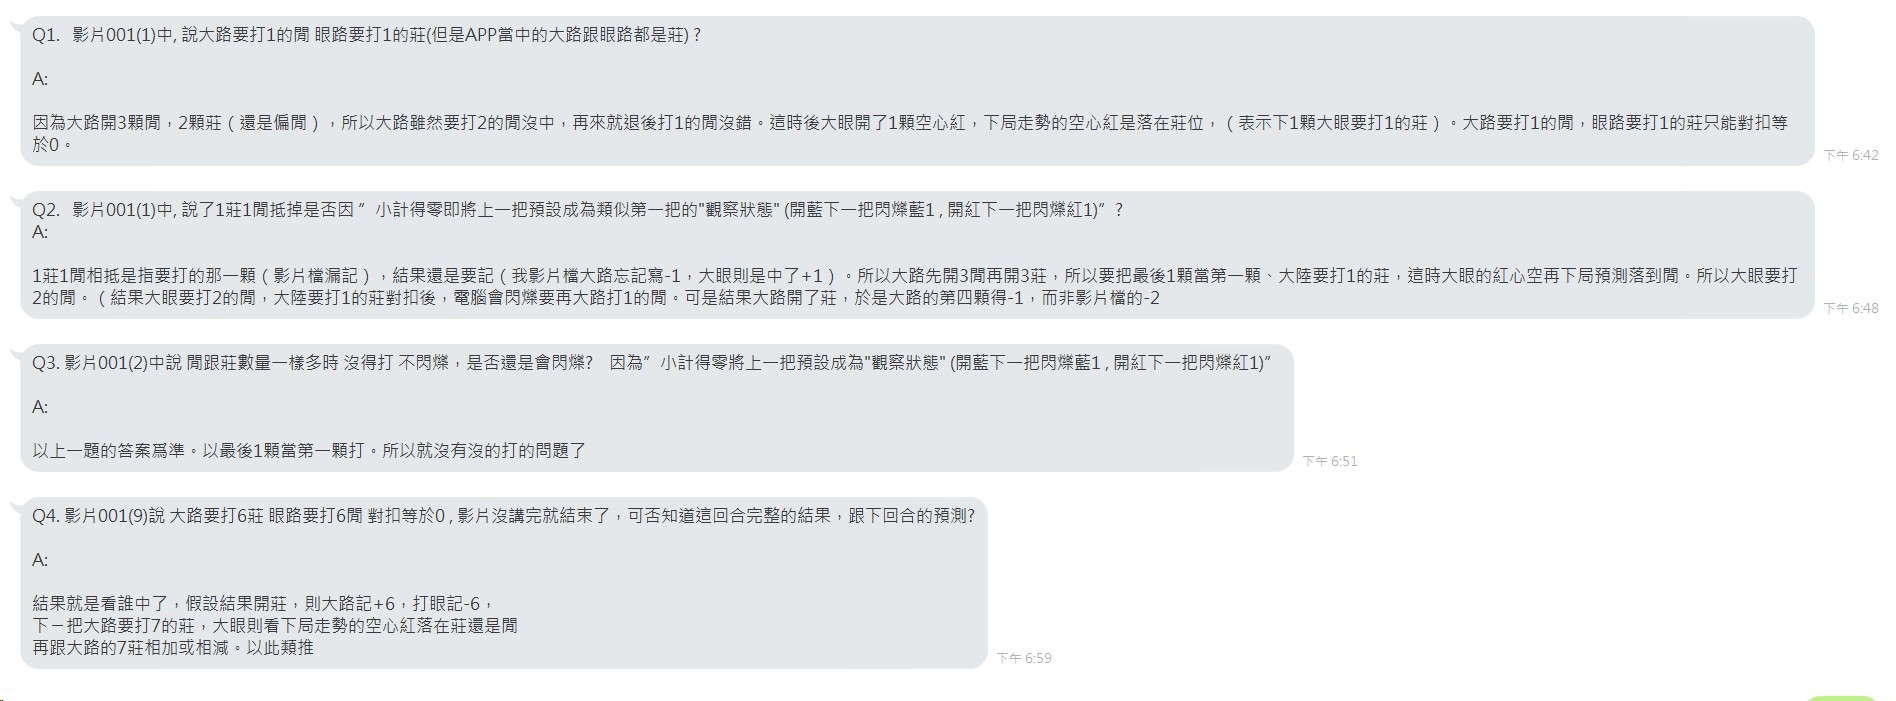 Q1. 影片001(1)中, 說大路要打1的閒 眼路要打1的莊(但是APP當中的大路跟眼路都是莊) ?
A:
因為大路開3顆閒，2顆莊（還是偏閒），所以大路雖然要打2的閒沒中，再來就退後打1的閒沒錯。這時後大眼開了1顆空心紅，下局走勢的空心紅是落在莊位，（表示下1顆大眼要打1的莊）。大路要打1的閒，眼路要打1的莊只能對扣等
於0。
下午 6:42
Q2. 影片001(1)中, 說了1莊1閒抵掉是否因 ”小計得零即將上一把預設成為類似第一把的"觀察狀態" (開藍下一把閃爍藍1 , 開紅下一把閃爍紅1)” ?
A:
1莊1閒相抵是指要打的那一顆（影片檔漏記），結果還是要記（我影片檔大路忘記寫-1，大眼則是中了+1）。所以大路先開3閒再開3莊，所以要把最後1顆當第一顆、大陸要打1的莊，這時大眼的紅心空再下局預測落到閒。所以大眼要打
2的閒。（結果大眼要打2的閒，大陸要打1的莊對扣後，電腦會閃爍要再大路打1的閒。可是結果大路開了莊，於是大路的第四顆得-1，而非影片檔的-2
下午 6:48
Q3. 影片001(2)中說 閒跟莊數量一樣多時 沒得打 不閃爍，是否還是會閃爍? 因為”小計得零將上一把預設成為"觀察狀態" (開藍下一把閃爍藍1 , 開紅下一把閃爍紅1)”
A:
以上一題的答案爲準。以最後1顆當第一顆打。所以就沒有沒的打的問題了
下午 6:51
Q4. 影片001(9)說 大路要打6莊 眼路要打6閒 對扣等於0 , 影片沒講完就結束了，可否知道這回合完整的結果，跟下回合的預測?
A:
結果就是看誰中了，假設結果開莊，則大路記+6，打眼記-6，
下一把大路要打7的莊，大眼則看下局走勢的空心紅落在莊還是閒
再跟大路的7莊相加或相減。以此類推
下午 6:59